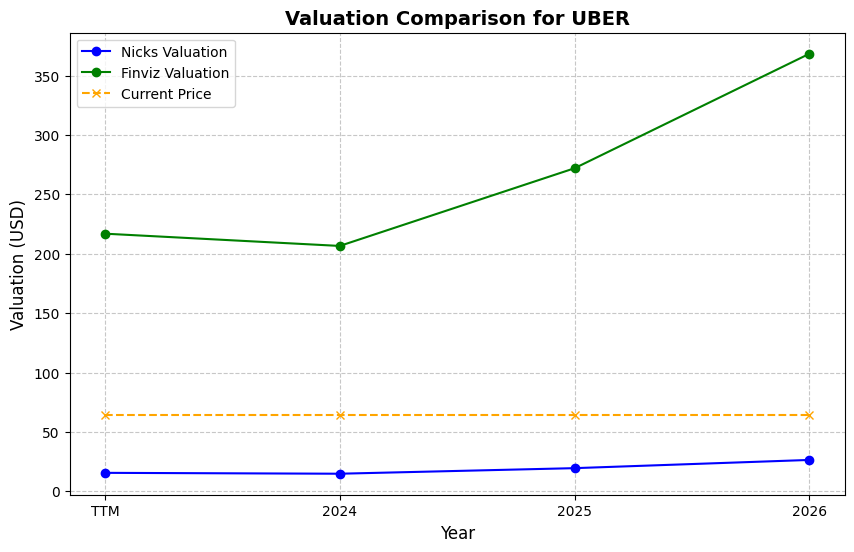 Valuation Comparison for UBER
Nicks Valuation
Finviz Valuation
Current Price
Valuation (USD)
350
300
250
200
150
100
50
0
TTM 2024 2025 2026
Year